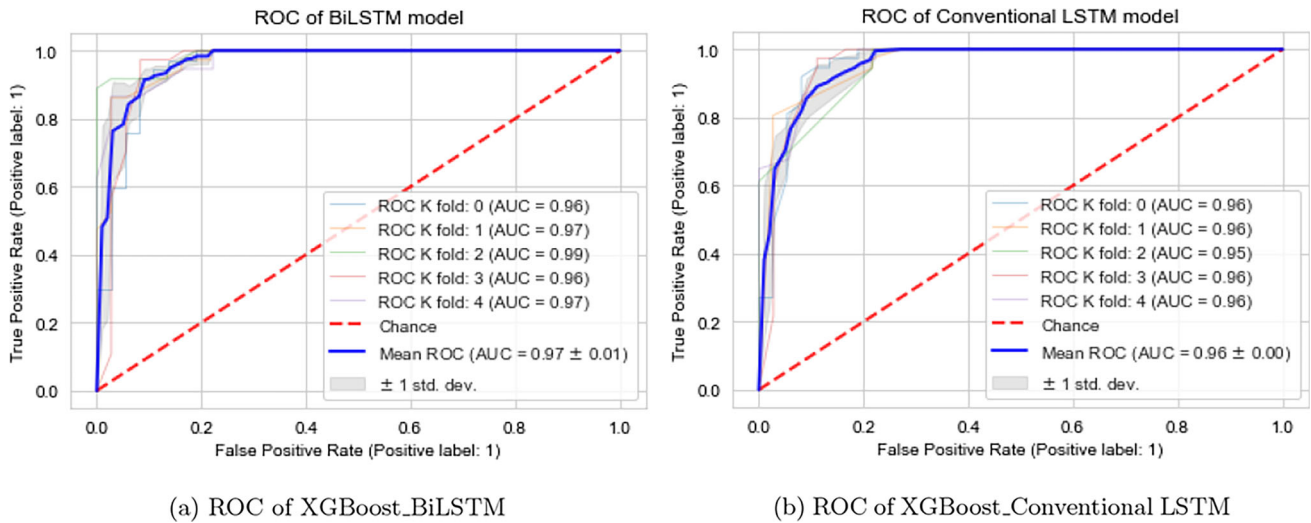 ROC of BiLSTM model
1.0
0.8
0.6
0.4
0.2
0.0
True Positive Rate (Positive label: 1)
ROC K fold: 0 (AUC = 0.96)
ROC K fold: 1 (AUC = 0.97)
ROC K fold: 2 (AUC = 0.99)
ROC K fold: 3 (AUC = 0.96)
ROC K fold: 4 (AUC = 0.97)
Chance
Mean ROC (AUC = 0.97 ± 0.01)
± 1 std. dev.
0.0 0.2 0.4 0.6 0.8 1.0
False Positive Rate (Positive label: 1)
(a) ROC of XGBoost_BiLSTM
ROC of Conventional LSTM model
1.0
0.8
0.6
0.4
0.2
0.0
True Positive Rate (Positive label: 1)
ROC K fold: 0 (AUC = 0.96)
ROC K fold: 1 (AUC = 0.96)
ROC K fold: 2 (AUC = 0.95)
ROC K fold: 3 (AUC = 0.96)
ROC K fold: 4 (AUC = 0.96)
Chance
Mean ROC (AUC = 0.96 ± 0.00)
± 1 std. dev.
0.0 0.2 0.4 0.6 0.8 1.0
False Positive Rate (Positive label: 1)
(b) ROC of XGBoost_Conventional LSTM